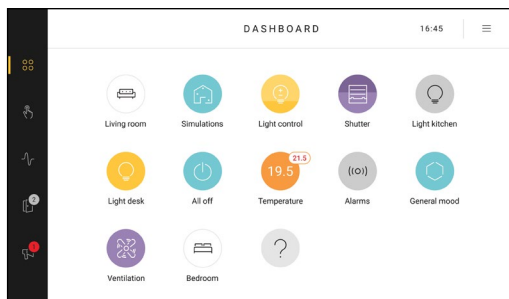 DASHBOARD
16:45
Living room
Simulations
Light control
Shutter
Light kitchen
21.5
19.5
((o))
Light desk
All off
Temperature
Alarms
General mood
2
1
?
Ventilation
Bedroom